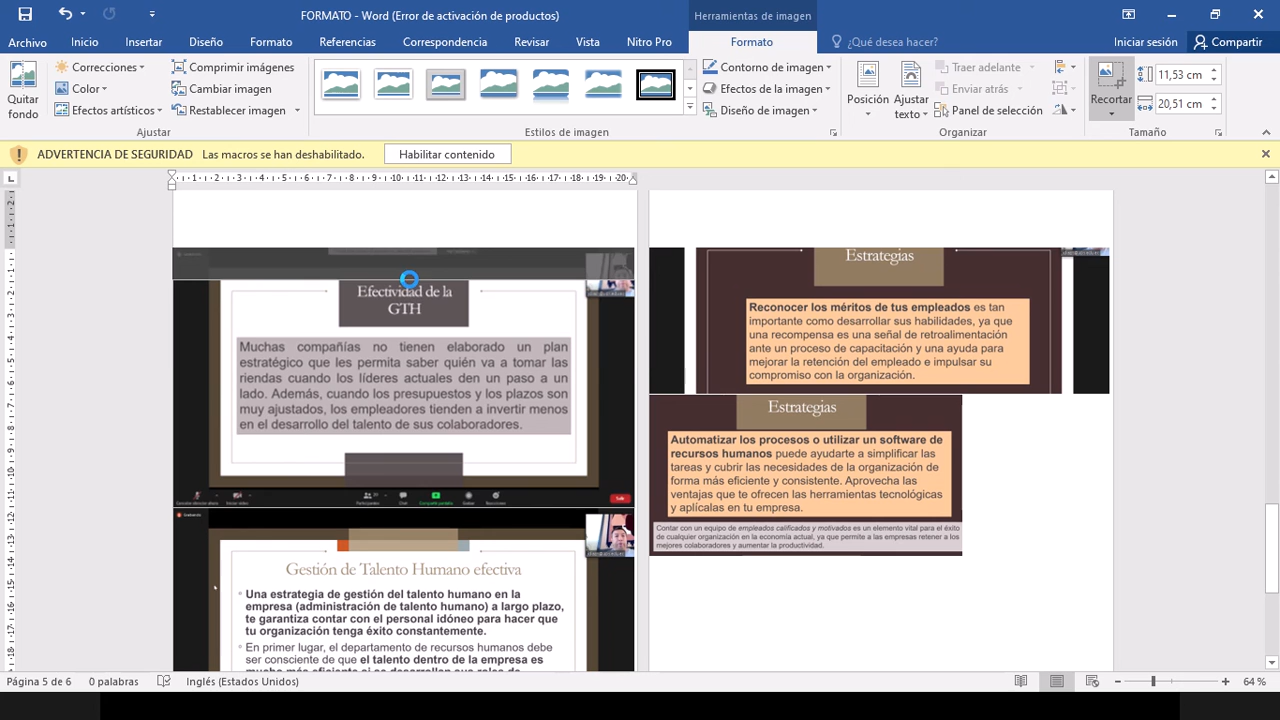 FORMATO - Word (Error de activación de productos)
Herramientas de imagen
Archivo
Inicio
Insertar
Diseño
Formato
Referencias
Correspondencia
Revisar
Vista
Nitro Pro
Formato
¿Qué desea hacer?
Iniciar sesión
Compartir
Quitar fondo
Correcciones
Color
Efectos artísticos
Comprimir imágenes
Cambiar imagen
Restablecer imagen
Ajustar
Estilos de imagen
Contorno de imagen
Efectos de la imagen
Diseño de imagen
Posición
Ajustar texto
Traer adelante
Enviar atrás
Panel de selección
Organizar
Recortar
11,53 cm
20,51 cm
Tamaño
ADVERTENCIA DE SEGURIDAD Las macros se han deshabilitado.
Habilitar contenido
Efectividad de la
GTH
Muchas compañías no tienen elaborado un plan
estratégico que les permita saber quién va a tomar las
riendas cuando los líderes actuales den un paso a un
lado. Además, cuando los presupuestos y los plazos son
muy ajustados, los empleadores tienden a invertir menos
en el desarrollo del talento de sus colaboradores.
Gestión de Talento Humano efectiva
Una estrategia de gestión del talento humano en la
empresa (administración de talento humano) a largo plazo,
te garantiza contar con el personal idóneo para hacer que
tu organización tenga éxito constantemente.
En primer lugar, el departamento de recursos humanos debe
ser consciente de que el talento dentro de la empresa es
Estrategias
Reconocer los méritos de tus empleados es tan
importante como desarrollar sus habilidades, ya que
una recompensa es una señal de retroalimentación
ante un proceso de capacitación y una ayuda para
mejorar la retención del empleado e impulsar su
compromiso con la organización.
Estrategias
Automatizar los procesos o utilizar un software de
recursos humanos puede ayudarte a simplificar las
tareas y cubrir las necesidades de la organización de
forma más eficiente y consistente. Aprovecha las
ventajas que te ofrecen las herramientas tecnológicas
y aplícalas en tu empresa.
Contar con un equipo de empleados calificados y motivados es un elemento vital para el éxito
de cualquier organización en la economía actual, ya que permite a las empresas retener a los
mejores colaboradores y aumentar la productividad.
Página 5 de 6
0 palabras
Inglés (Estados Unidos)
64 %